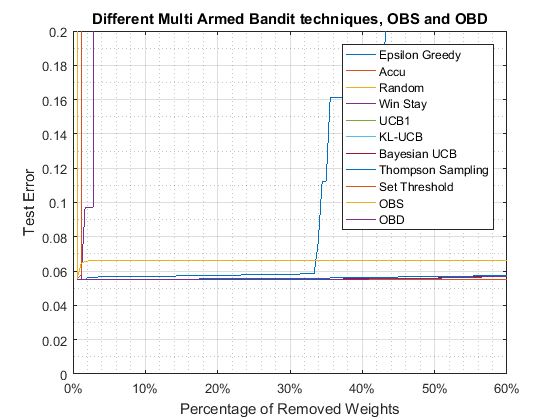 Different Multi Armed Bandit techniques, OBS and OBD
0.2
0.18
0.16
0.14
0.12
0.1
0.08
0.06
0.04
0.02
0
Test Error
Epsilon Greedy
Accu
Random
Win Stay
UCB1
KL-UCB
Bayesian UCB
Thompson Sampling
Set Threshold
OBS
OBD
0% 10% 20% 30% 40% 50% 60%
Percentage of Removed Weights